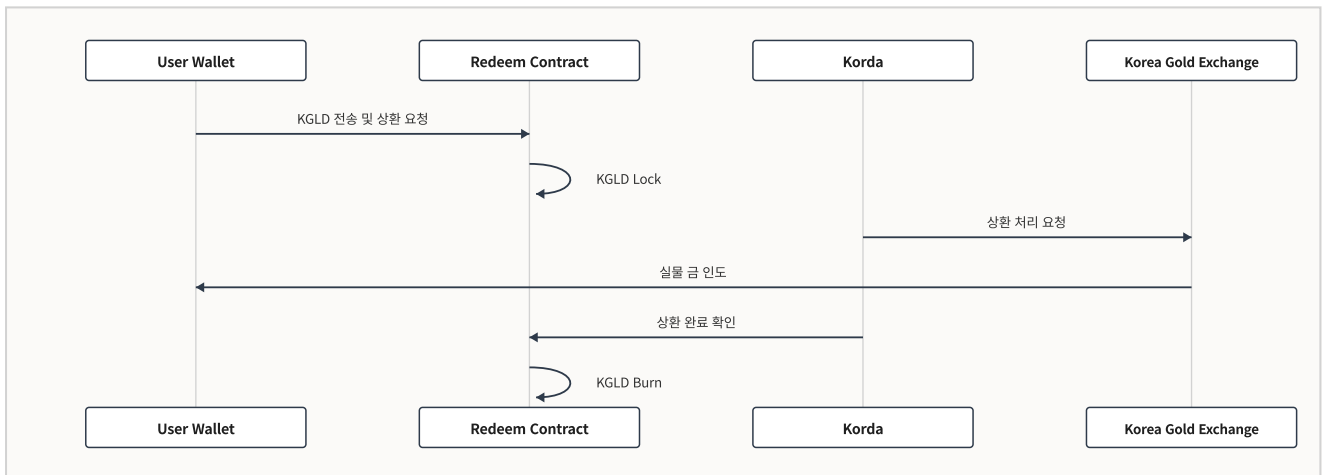 User Wallet
Redeem Contract
Korda
Korea Gold Exchange
KGLD 전송 및 상환 요청
KGLD Lock
상환 처리 요청
실물 금 인도
상환 완료 확인
KGLD Burn
User Wallet
Redeem Contract
Korda
Korea Gold Exchange